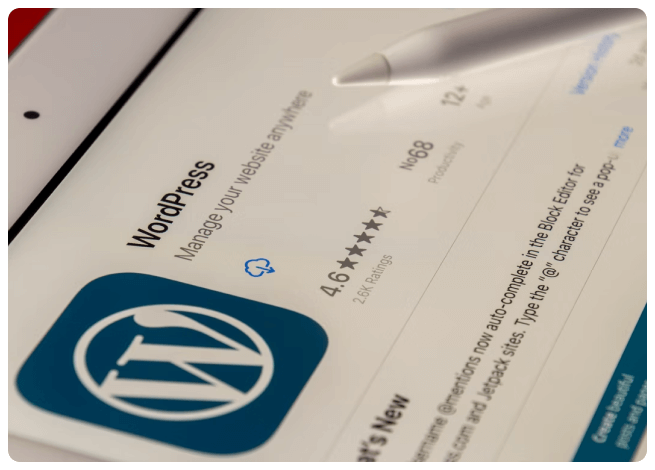 WordPress
Manage your website anywhere
4.6★★★★★
2.6K Ratings
No68
Productivity
12+
Age
at's New
ername @mentions now auto-complete in the Block Editor for
s.com and Jetpack sites. Type the "@" character to see a pop-u
more
Version History
Create beautiful
posts and pages